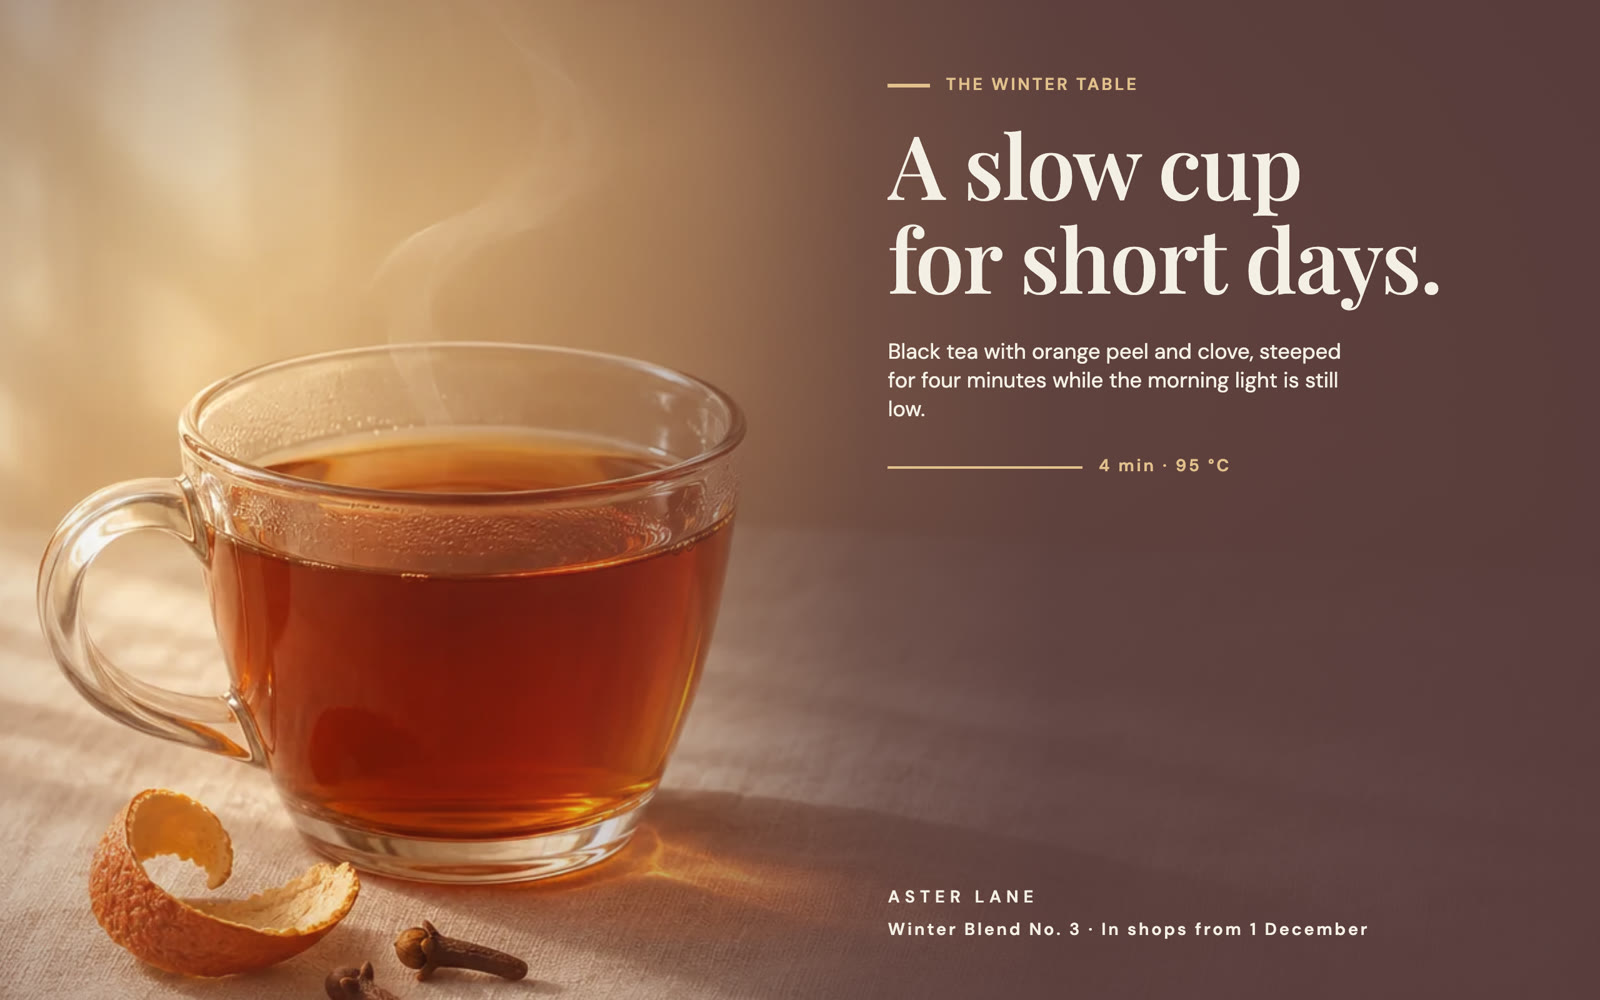 THE WINTER TABLE
A slow cup
for short days.
Black tea with orange peel and clove, steeped
for four minutes while the morning light is still
low.
4 min · 95 °C
ASTER LANE
Winter Blend No. 3 · In shops from 1 December